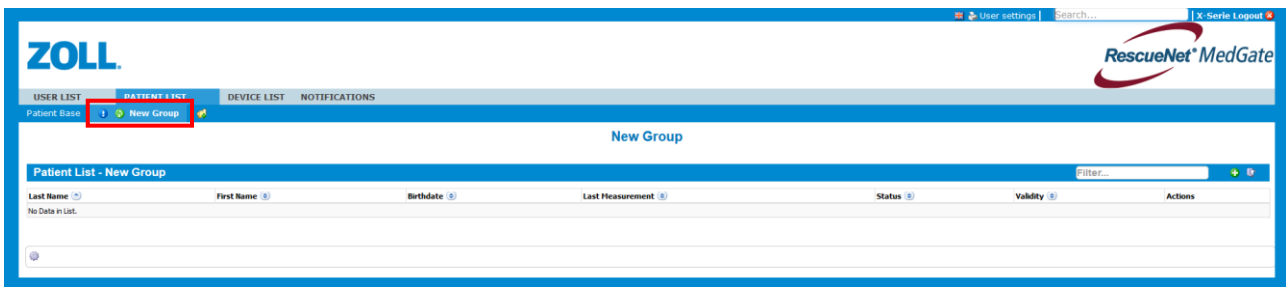 User settings | Search... | X-Serie Logout
ZOLL.
RescueNet® MedGate
USER LIST PATIENT LIST DEVICE LIST NOTIFICATIONS
Patient Base New Group
New Group
Patient List - New Group Filter...
Last Name First Name Birthdate Last Measurement Status Validity Actions
No Data in List.